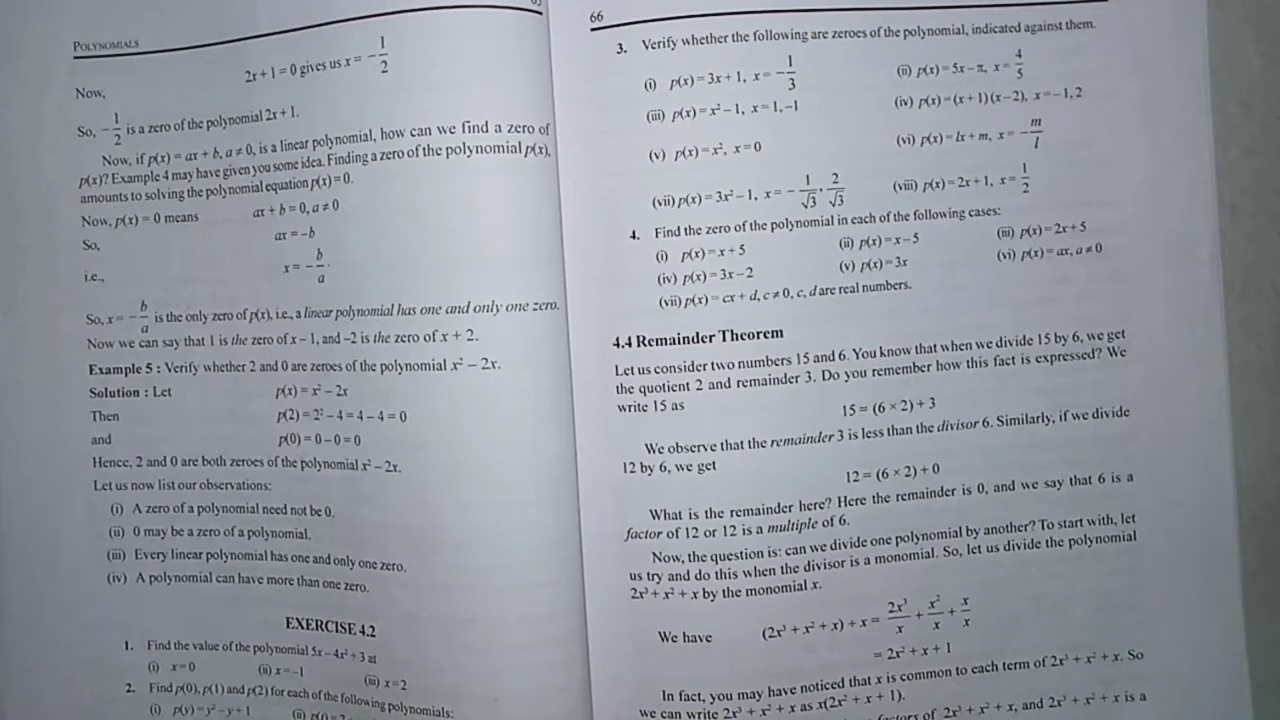 POLYNOMIALS
2x + 1 = 0 gives us x = −1/2
Now,
So, −1/2 is a zero of the polynomial 2x + 1.
Now, if p(x) = ax + b, a ≠ 0, is a linear polynomial, how can we find a zero of
p(x)? Example 4 may have given you some idea. Finding a zero of the polynomial p(x),
amounts to solving the polynomial equation p(x) = 0.
Now, p(x) = 0 means ax + b = 0, a ≠ 0
So, ax = −b
i.e., x = −b/a.
So, x = −b/a is the only zero of p(x), i.e., a linear polynomial has one and only one zero.
Now we can say that 1 is the zero of x − 1, and −2 is the zero of x + 2.
Example 5 : Verify whether 2 and 0 are zeroes of the polynomial x² − 2x.
Solution : Let p(x) = x² − 2x
Then p(2) = 2² − 4 = 4 − 4 = 0
and p(0) = 0 − 0 = 0
Hence, 2 and 0 are both zeroes of the polynomial x² − 2x.
Let us now list our observations:
(i) A zero of a polynomial need not be 0.
(ii) 0 may be a zero of a polynomial.
(iii) Every linear polynomial has one and only one zero.
(iv) A polynomial can have more than one zero.
EXERCISE 4.2
1. Find the value of the polynomial 5x − 4x² + 3 at
(i) x = 0 (ii) x = −1 (iii) x = 2
2. Find p(0), p(1) and p(2) for each of the following polynomials:
(i) p(y) = y² − y + 1
66
3. Verify whether the following are zeroes of the polynomial, indicated against them.
(i) p(x) = 3x + 1, x = −1/3 (ii) p(x) = 5x − π, x = 4/5
(iii) p(x) = x² − 1, x = 1, −1 (iv) p(x) = (x + 1) (x − 2), x = −1, 2
(v) p(x) = x², x = 0 (vi) p(x) = lx + m, x = −m/l
(vii) p(x) = 3x² − 1, x = −1/√3, 2/√3 (viii) p(x) = 2x + 1, x = 1/2
4. Find the zero of the polynomial in each of the following cases:
(i) p(x) = x + 5 (ii) p(x) = x − 5 (iii) p(x) = 2x + 5
(iv) p(x) = 3x − 2 (v) p(x) = 3x (vi) p(x) = ax, a ≠ 0
(vii) p(x) = cx + d, c ≠ 0, c, d are real numbers.
4.4 Remainder Theorem
Let us consider two numbers 15 and 6. You know that when we divide 15 by 6, we get
the quotient 2 and remainder 3. Do you remember how this fact is expressed? We
write 15 as
15 = (6 × 2) + 3
We observe that the remainder 3 is less than the divisor 6. Similarly, if we divide
12 by 6, we get
12 = (6 × 2) + 0
What is the remainder here? Here the remainder is 0, and we say that 6 is a
factor of 12 or 12 is a multiple of 6.
Now, the question is: can we divide one polynomial by another? To start with, let
us try and do this when the divisor is a monomial. So, let us divide the polynomial
2x³ + x² + x by the monomial x.
We have (2x³ + x² + x) ÷ x = 2x³/x + x²/x + x/x
= 2x² + x + 1
In fact, you may have noticed that x is common to each term of 2x³ + x² + x. So
we can write 2x³ + x² + x as x(2x² + x + 1).
factors of 2x³ + x² + x, and 2x³ + x² + x is a